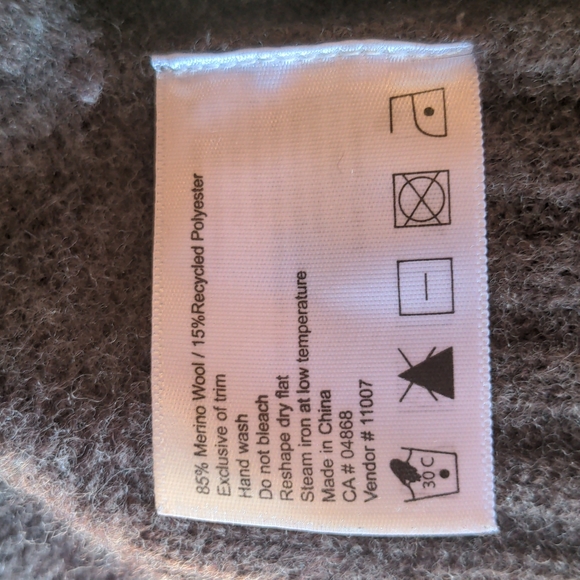 85% Merino Wool / 15%Recycled Polyester
Exclusive of trim
Hand wash
Do not bleach
Reshape dry flat
Steam iron at low temperature
Made in China
CA# 04868
Vendor # 11007
30 C